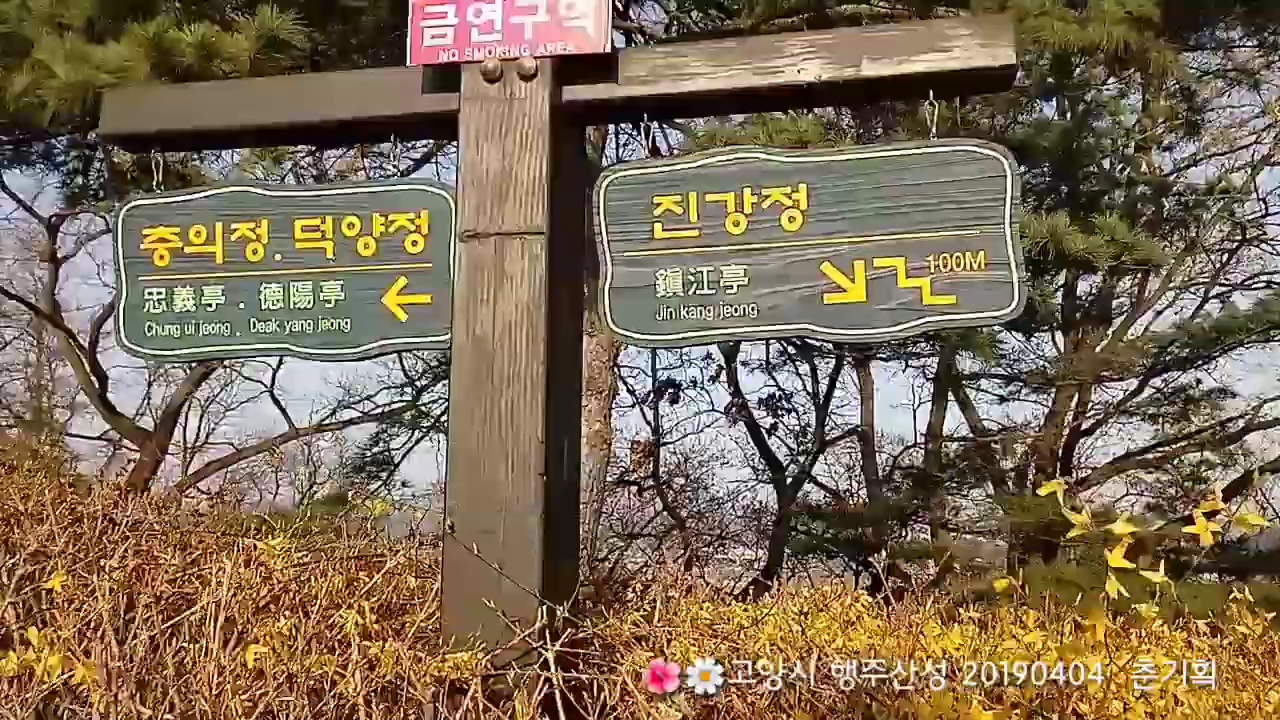 금연구역
NO SMOKING AREA
충의정. 덕양정
忠義亭 . 德陽亭
Chung ui jeong . Deak yang jeong
진강정
鎭江亭
100M
Jin kang jeong
고양시 행주산성 20190404 춘기획